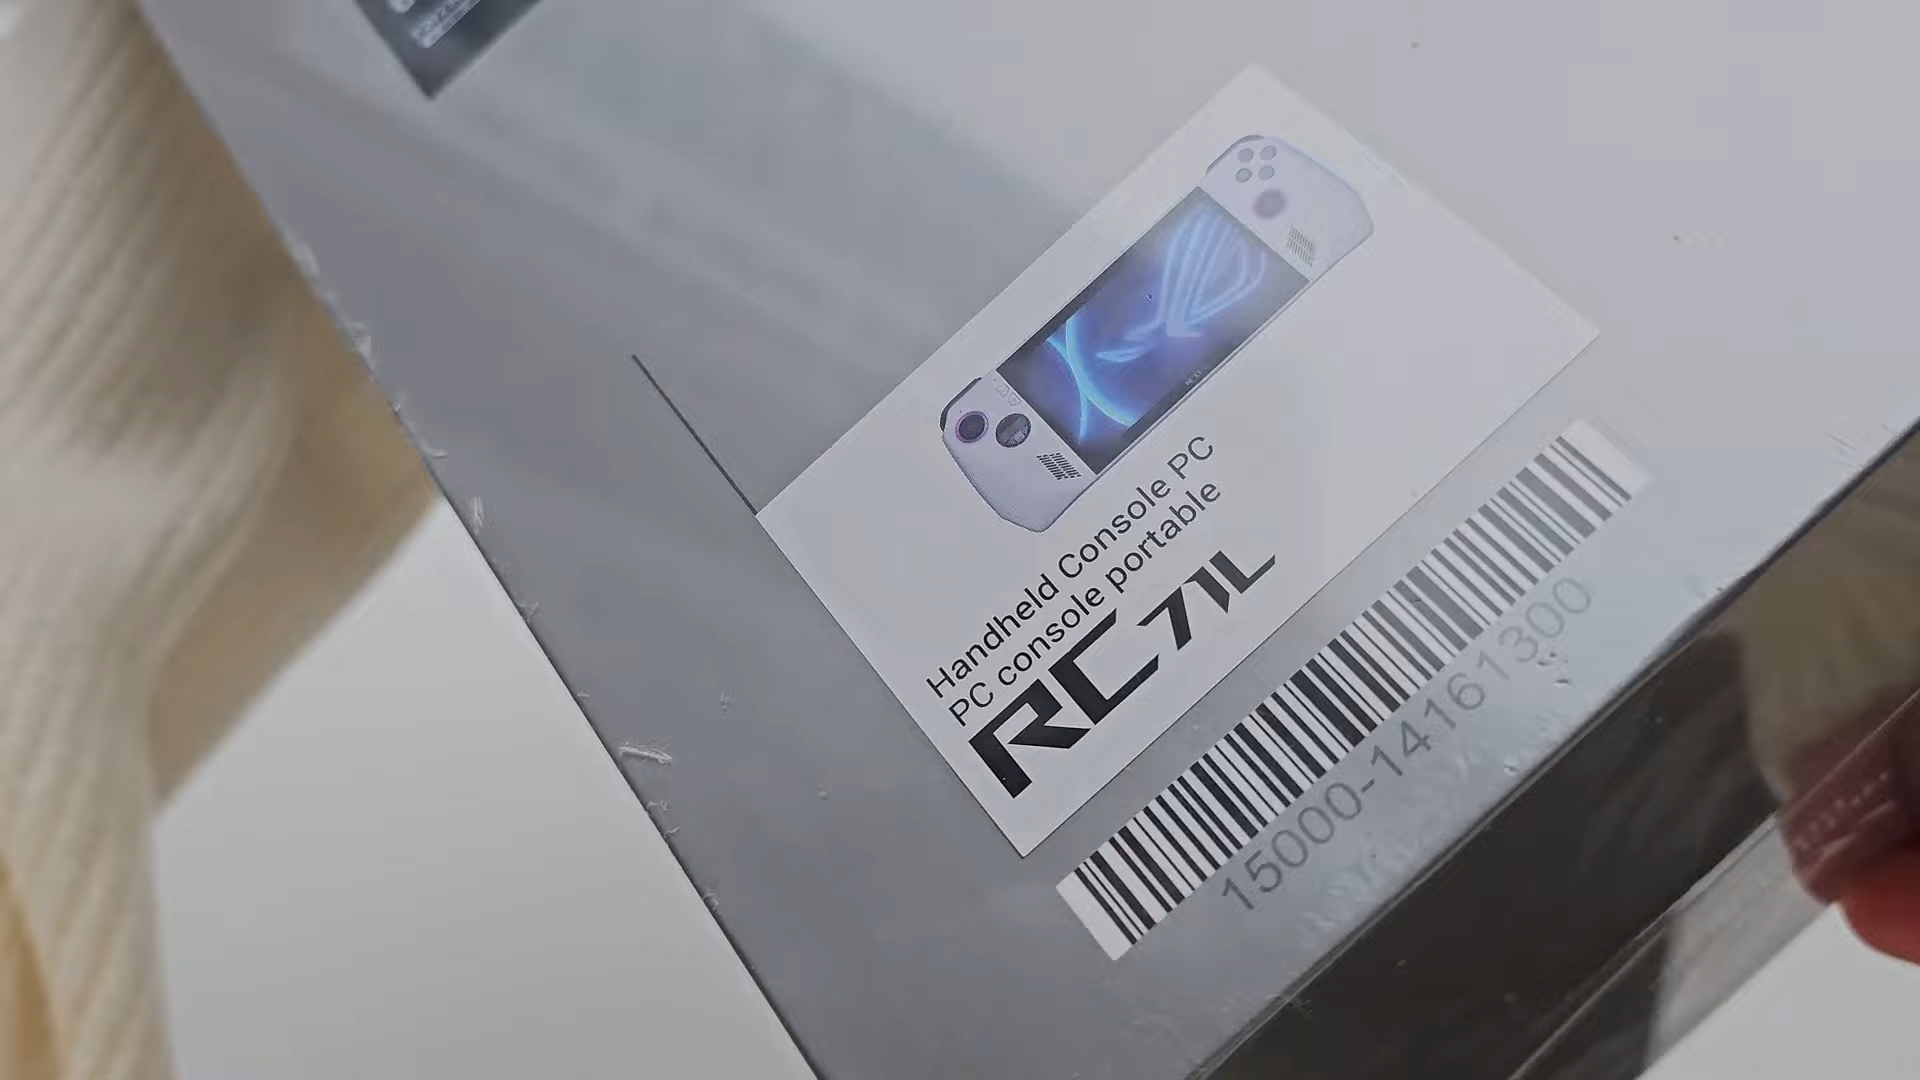 Handheld Console PC
PC console portable
RC71L
15000-14161300